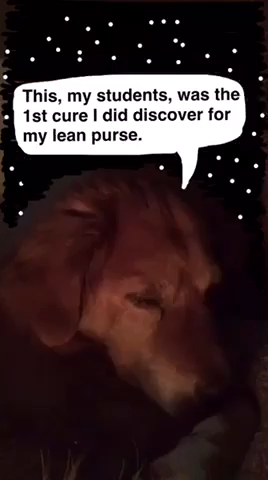 This, my students, was the
1st cure I did discover for
my lean purse.